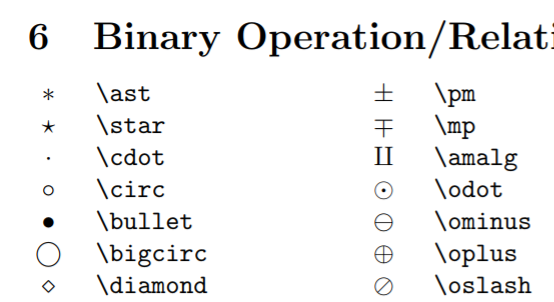 6 Binary Operation/Relati
∗ \ast ± \pm
⋆ \star ∓ \mp
· \cdot ⨿ \amalg
∘ \circ ⊙ \odot
• \bullet ⊖ \ominus
◯ \bigcirc ⊕ \oplus
⋄ \diamond ⊘ \oslash